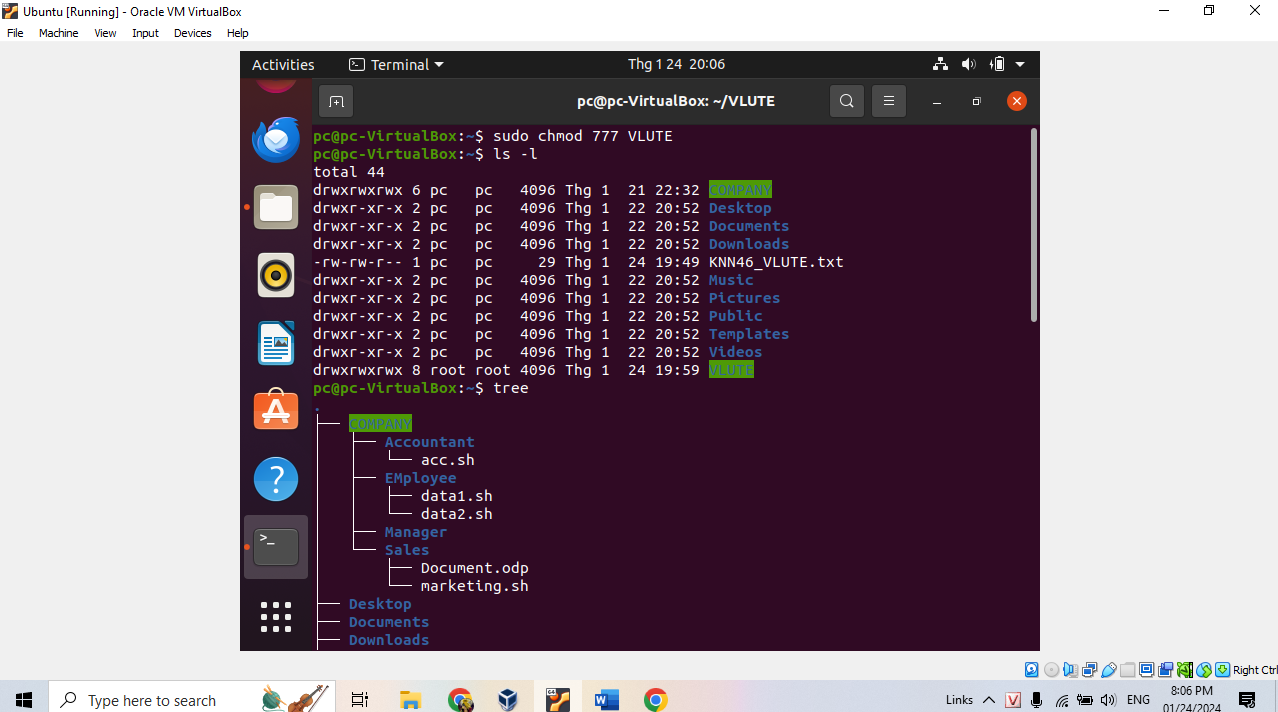 Ubuntu [Running] - Oracle VM VirtualBox
File Machine View Input Devices Help
Activities Terminal Thg 1 24 20:06
pc@pc-VirtualBox: ~/VLUTE
pc@pc-VirtualBox:~$ sudo chmod 777 VLUTE
pc@pc-VirtualBox:~$ ls -l
total 44
drwxrwxrwx 6 pc   pc   4096 Thg 1  21 22:32 COMPANY
drwxr-xr-x 2 pc   pc   4096 Thg 1  22 20:52 Desktop
drwxr-xr-x 2 pc   pc   4096 Thg 1  22 20:52 Documents
drwxr-xr-x 2 pc   pc   4096 Thg 1  22 20:52 Downloads
-rw-rw-r-- 1 pc   pc     29 Thg 1  24 19:49 KNN46_VLUTE.txt
drwxr-xr-x 2 pc   pc   4096 Thg 1  22 20:52 Music
drwxr-xr-x 2 pc   pc   4096 Thg 1  22 20:52 Pictures
drwxr-xr-x 2 pc   pc   4096 Thg 1  22 20:52 Public
drwxr-xr-x 2 pc   pc   4096 Thg 1  22 20:52 Templates
drwxr-xr-x 2 pc   pc   4096 Thg 1  22 20:52 Videos
drwxrwxrwx 8 root root 4096 Thg 1  24 19:59 VLUTE
pc@pc-VirtualBox:~$ tree
.
├── COMPANY
│   ├── Accountant
│   │   └── acc.sh
│   ├── EMployee
│   │   ├── data1.sh
│   │   └── data2.sh
│   ├── Manager
│   └── Sales
│       ├── Document.odp
│       └── marketing.sh
├── Desktop
├── Documents
├── Downloads
Right Ctrl
Type here to search
Links ENG 8:06 PM
01/24/2024